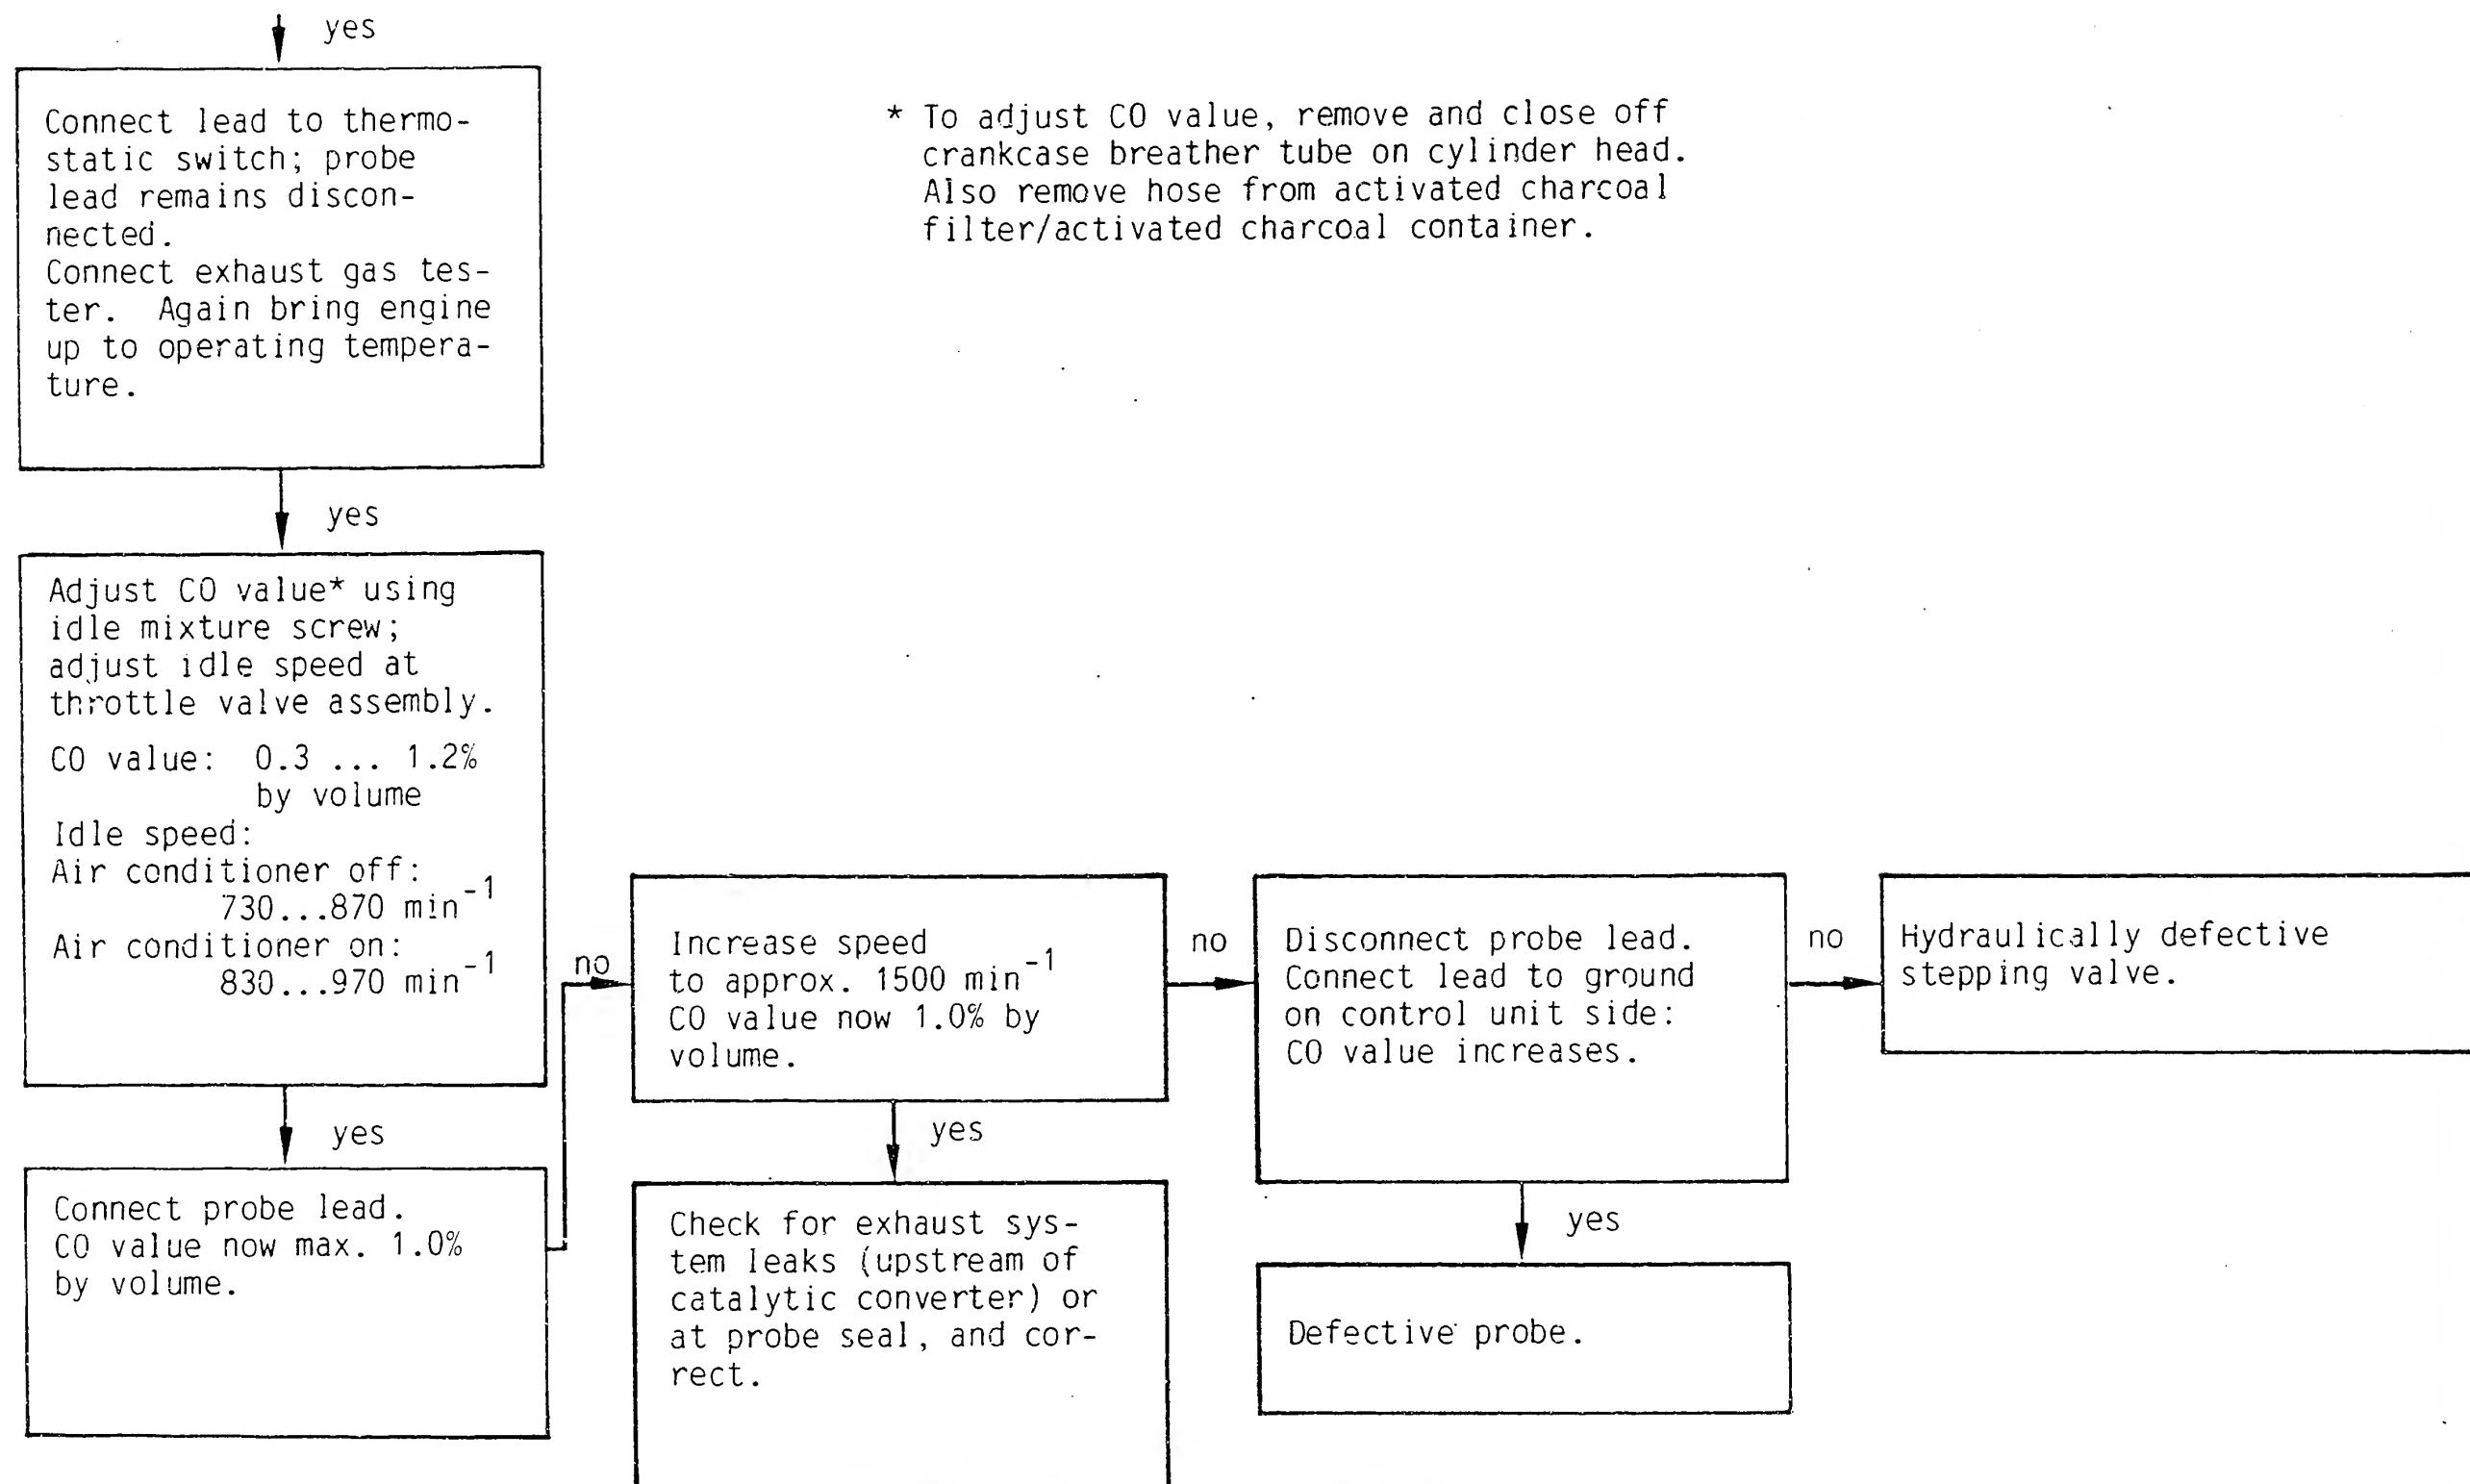 yes
Connect lead to thermo-
static switch; probe
lead remains discon-
nected.
Connect exhaust gas tes-
ter. Again bring engine
up to operating tempera-
ture.
* To adjust CO value, remove and close off
crankcase breather tube on cylinder head.
Also remove hose from activated charcoal
filter/activated charcoal container.
yes
Adjust CO value* using
idle mixture screw;
adjust idle speed at
throttle valve assembly.
CO value: 0.3 ... 1.2%
by volume
Idle speed:
Air conditioner off:
730...870 min⁻¹
Air conditioner on:
830...970 min⁻¹
yes
Connect probe lead.
CO value now max. 1.0%
by volume.
no
Increase speed
to approx. 1500 min⁻¹
CO value now 1.0% by
volume.
yes
Check for exhaust sys-
tem leaks (upstream of
catalytic converter) or
at probe seal, and cor-
rect.
no
Disconnect probe lead.
Connect lead to ground
on control unit side:
CO value increases.
yes
Defective probe.
no
Hydraulically defective
stepping valve.